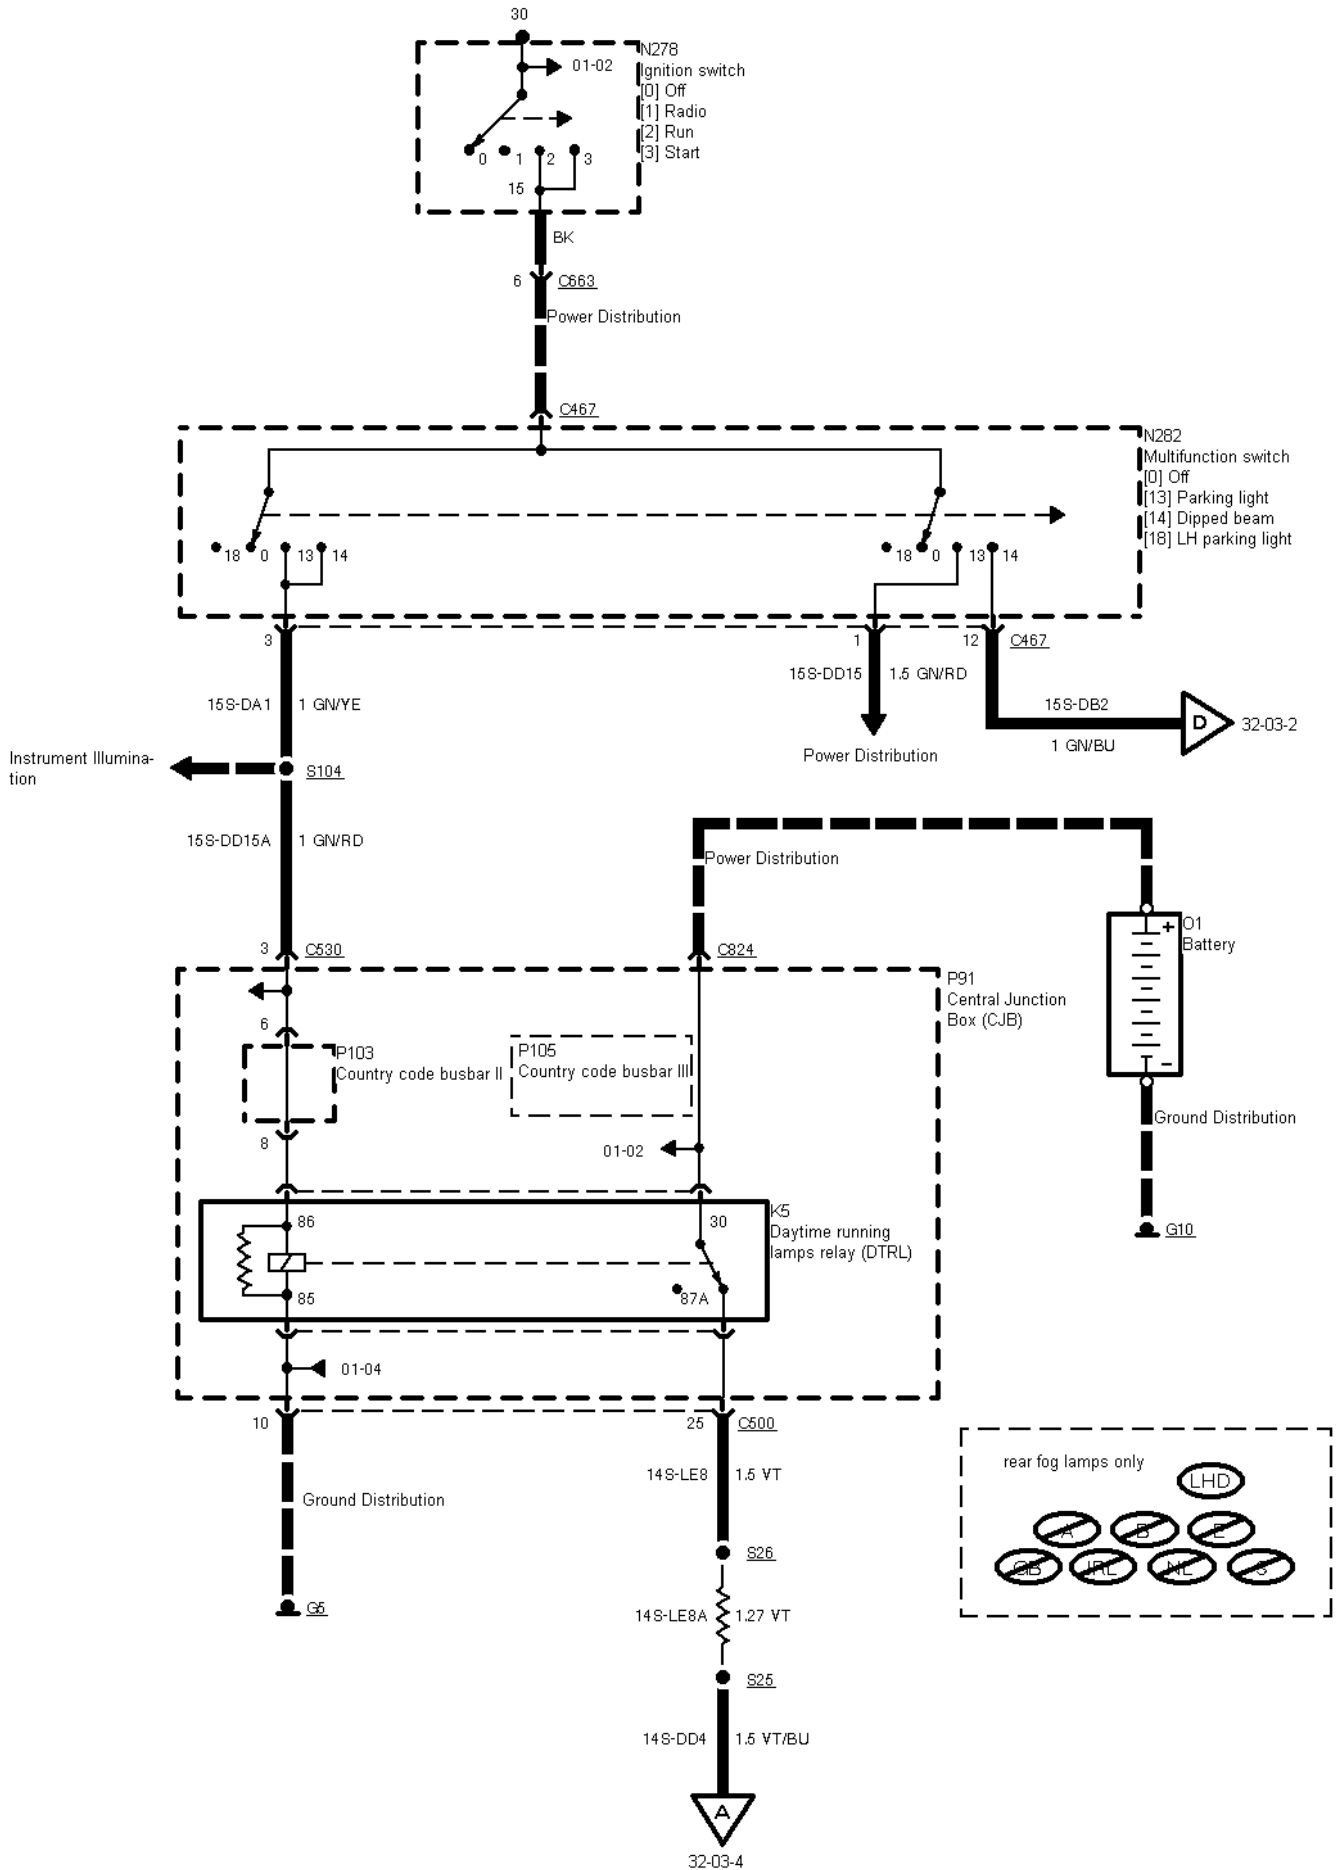 30
01-02
N278
Ignition switch
[0] Off
[1] Radio
[2] Run
[3] Start
0 1 2 3
15
BK
6 C663
Power Distribution
C467
N282
Multifunction switch
[0] Off
[13] Parking light
[14] Dipped beam
[18] LH parking light
18 0 13 14
18 0 13 14
3
1
12 C467
15S-DA1 1 GN/YE
15S-DD15 1.5 GN/RD
15S-DB2
1 GN/BU
D
32-03-2
Power Distribution
Instrument Illumina-
tion
S104
15S-DD15A 1 GN/RD
Power Distribution
O1
Battery
+
−
3 C530
C824
P91
Central Junction
Box (CJB)
6
P103
Country code busbar II
P105
Country code busbar III
8
01-02
Ground Distribution
G10
K5
Daytime running
lamps relay (DTRL)
86
30
85
87A
01-04
10
25 C500
14S-LE8 1.5 VT
Ground Distribution
G5
S26
14S-LE8A 1.27 VT
S25
14S-DD4 1.5 VT/BU
A
32-03-4
rear fog lamps only
LHD
A B E
GB IRL NL S